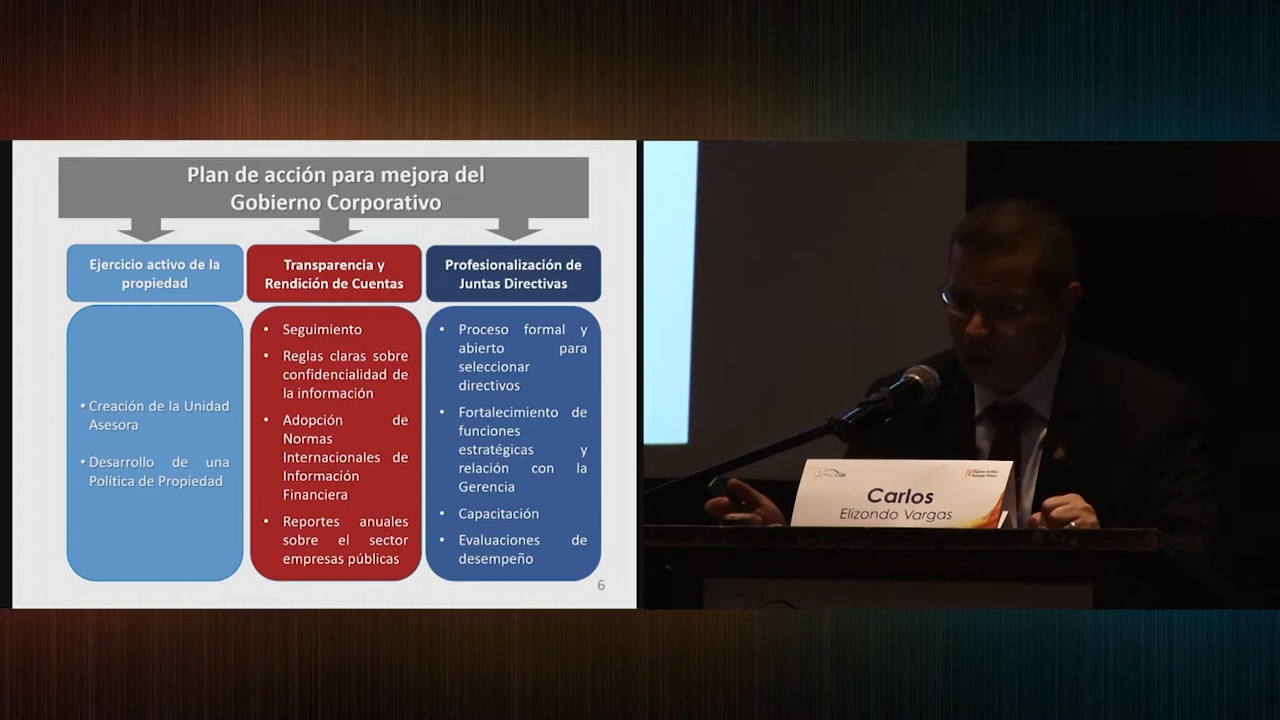 Plan de acción para mejora del
Gobierno Corporativo
Ejercicio activo de la
propiedad
• Creación de la Unidad
Asesora
• Desarrollo de una
Política de Propiedad
Transparencia y
Rendición de Cuentas
• Seguimiento
• Reglas claras sobre
confidencialidad de
la información
• Adopción de
Normas
Internacionales de
Información
Financiera
• Reportes anuales
sobre el sector
empresas públicas
Profesionalización de
Juntas Directivas
• Proceso formal y
abierto para
seleccionar
directivos
• Fortalecimiento de
funciones
estratégicas y
relación con la
Gerencia
• Capacitación
• Evaluaciones de
desempeño
6
Carlos
Elizondo Vargas